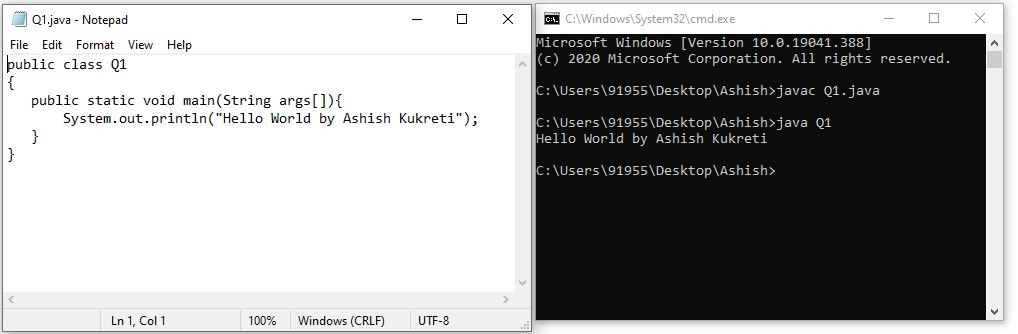 Q1.java - Notepad
File Edit Format View Help
public class Q1
{
   public static void main(String args[]){
       System.out.println("Hello World by Ashish Kukreti");
   }
}
Ln 1, Col 1 100% Windows (CRLF) UTF-8
C:\Windows\System32\cmd.exe
Microsoft Windows [Version 10.0.19041.388]
(c) 2020 Microsoft Corporation. All rights reserved.
C:\Users\91955\Desktop\Ashish>javac Q1.java
C:\Users\91955\Desktop\Ashish>java Q1
Hello World by Ashish Kukreti
C:\Users\91955\Desktop\Ashish>